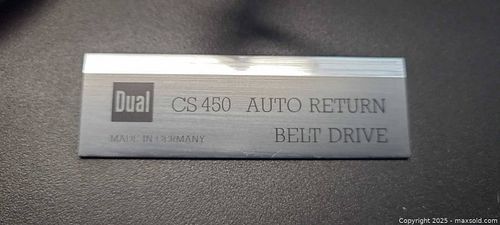 Dual CS 450 AUTO RETURN
MADE IN GERMANY BELT DRIVE
Copyright 2025 - maxsold.com